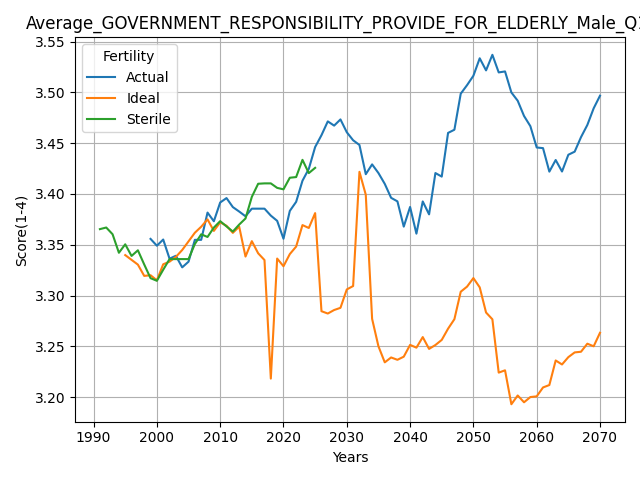 Average_GOVERNMENT_RESPONSIBILITY_PROVIDE_FOR_ELDERLY_Male_Q
Fertility
Actual
Ideal
Sterile
Score(1-4)
3.55
3.50
3.45
3.40
3.35
3.30
3.25
3.20
1990 2000 2010 2020 2030 2040 2050 2060 2070
Years